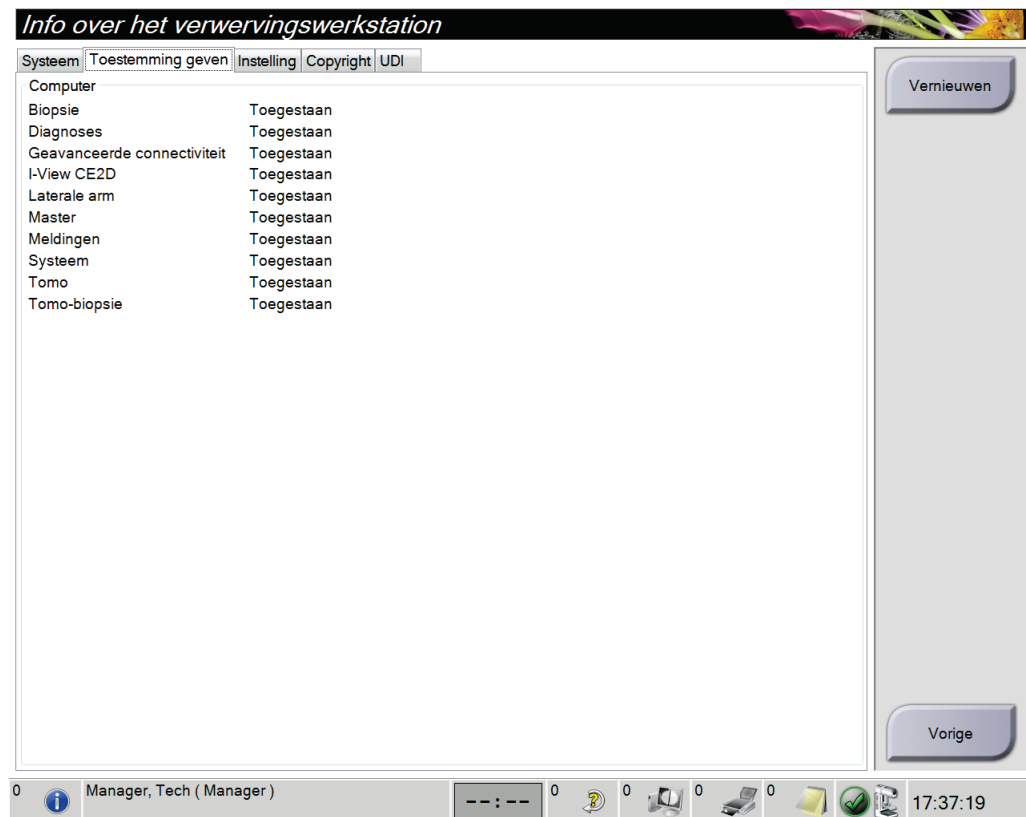 Info over het verwervingswerkstation
Systeem Toestemming geven Instelling Copyright UDI
Vernieuwen
Computer
Biopsie Toegestaan
Diagnoses Toegestaan
Geavanceerde connectiviteit Toegestaan
I-View CE2D Toegestaan
Laterale arm Toegestaan
Master Toegestaan
Meldingen Toegestaan
Systeem Toegestaan
Tomo Toegestaan
Tomo-biopsie Toegestaan
Vorige
0 Manager, Tech ( Manager ) --:-- 0 0 0 0 17:37:19